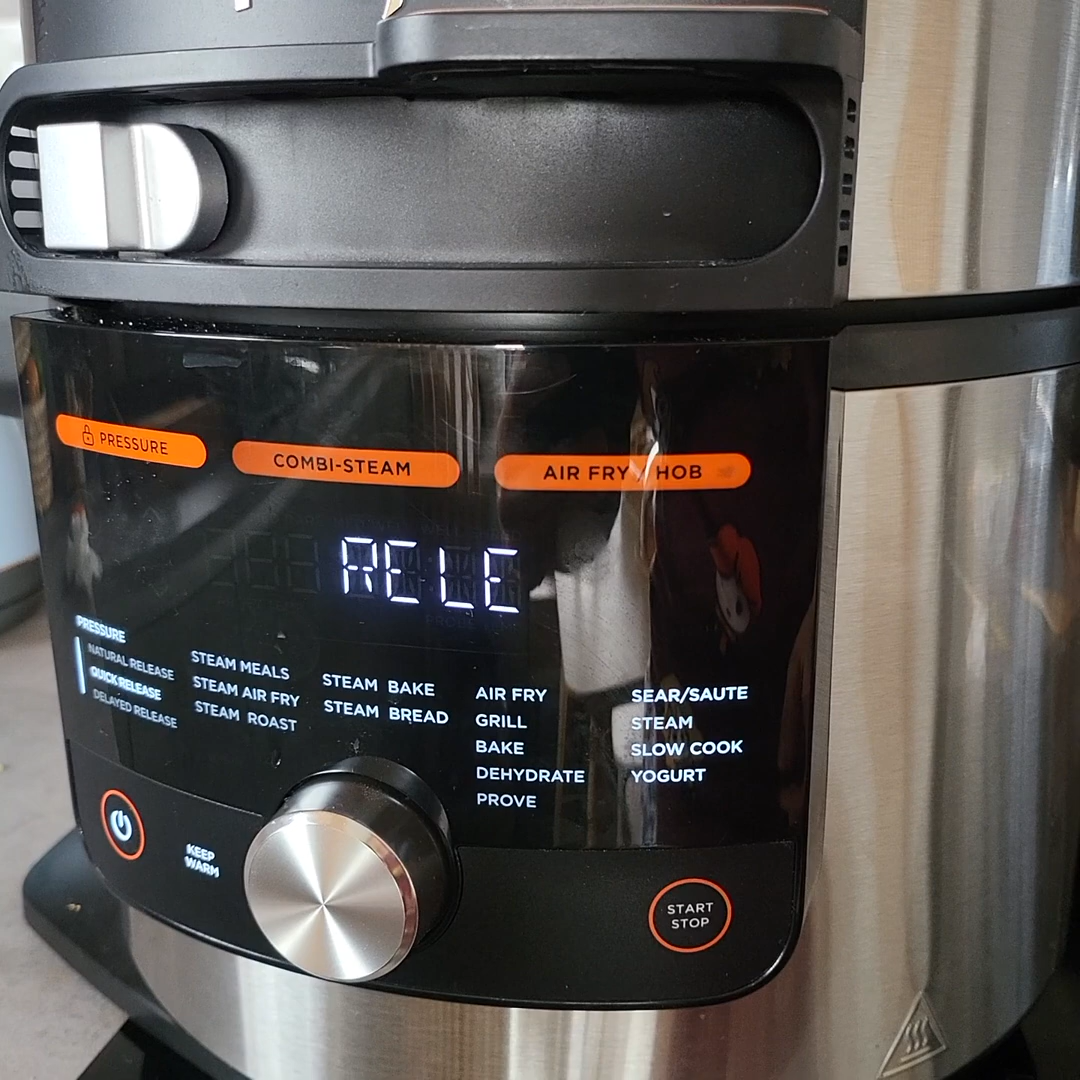 PRESSURE
COMBI-STEAM
AIR FRY / HOB
RELE
PRESSURE
NATURAL RELEASE
QUICK RELEASE
DELAYED RELEASE
STEAM MEALS
STEAM AIR FRY
STEAM ROAST
STEAM BAKE
STEAM BREAD
AIR FRY
GRILL
BAKE
DEHYDRATE
PROVE
SEAR/SAUTE
STEAM
SLOW COOK
YOGURT
KEEP
WARM
START
STOP